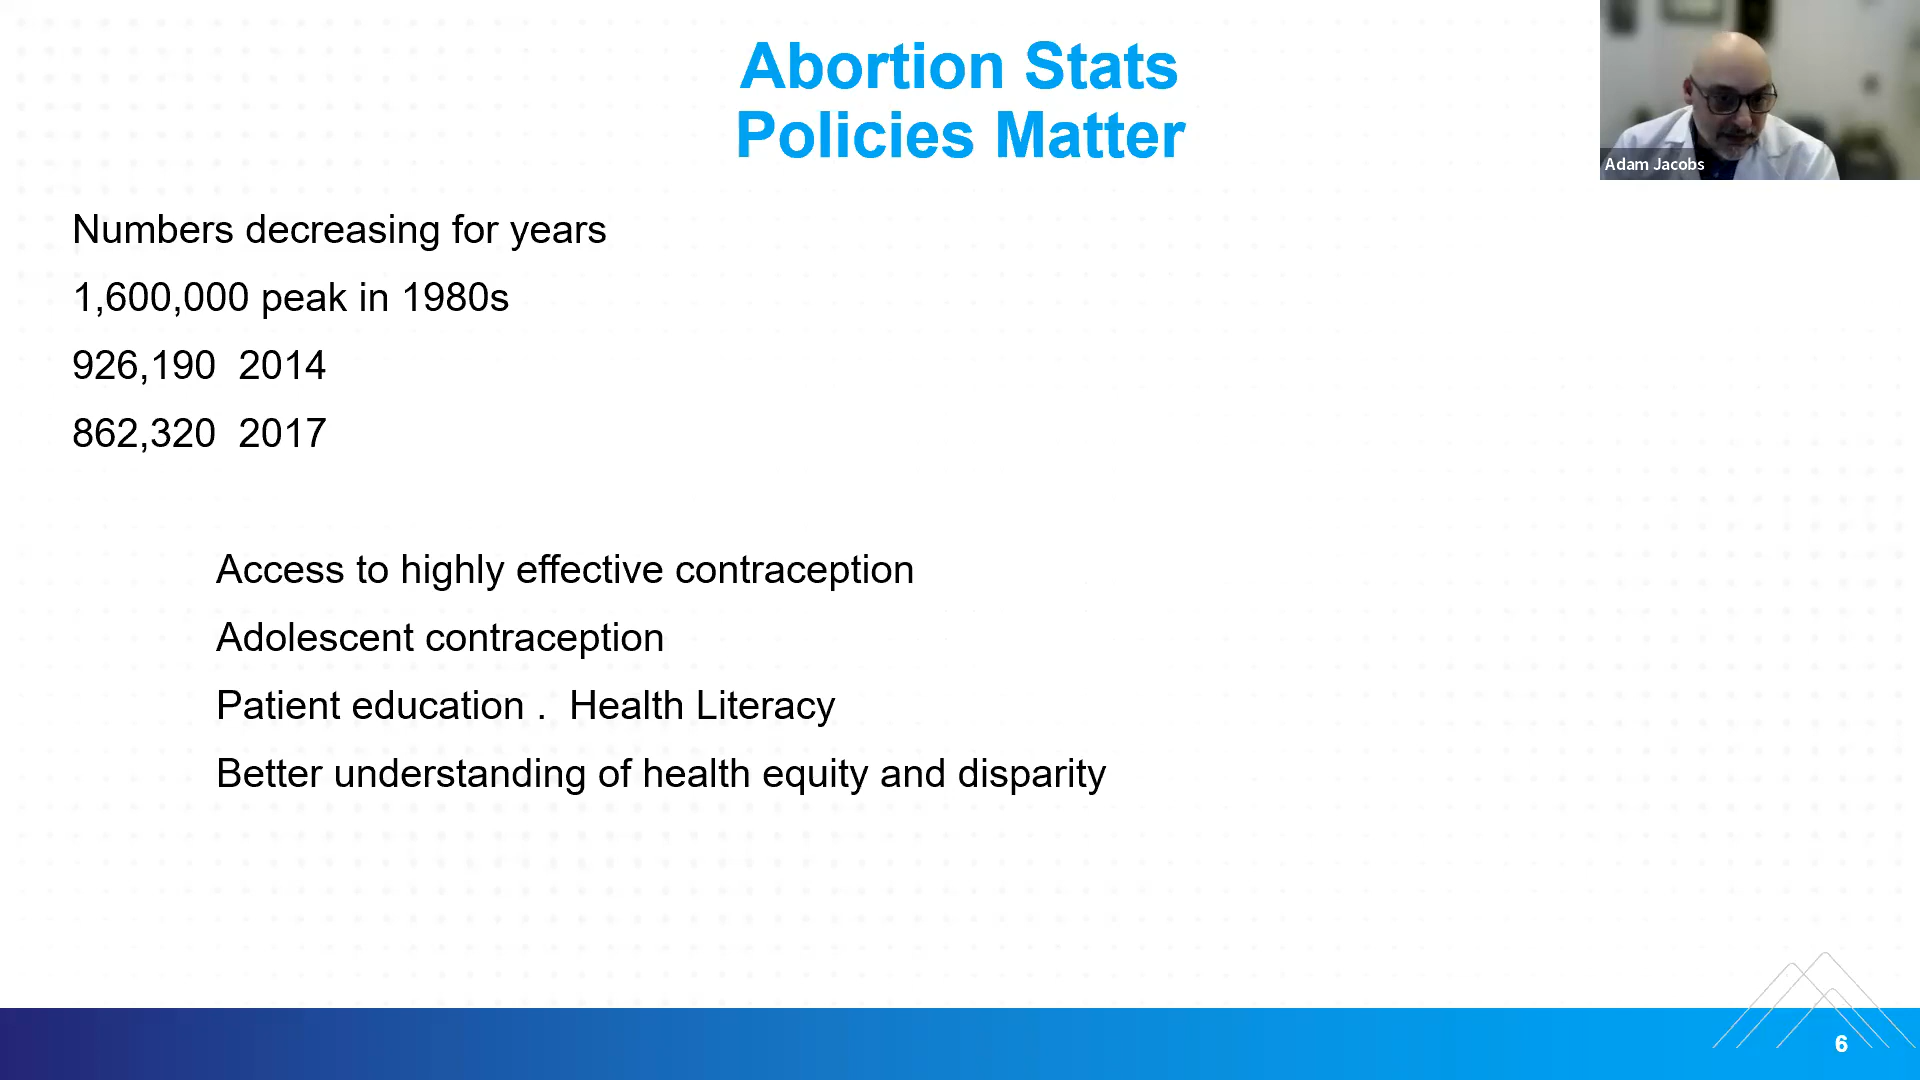 Abortion Stats
Policies Matter
Adam Jacobs
Numbers decreasing for years
1,600,000 peak in 1980s
926,190  2014
862,320  2017
Access to highly effective contraception
Adolescent contraception
Patient education .  Health Literacy
Better understanding of health equity and disparity
6